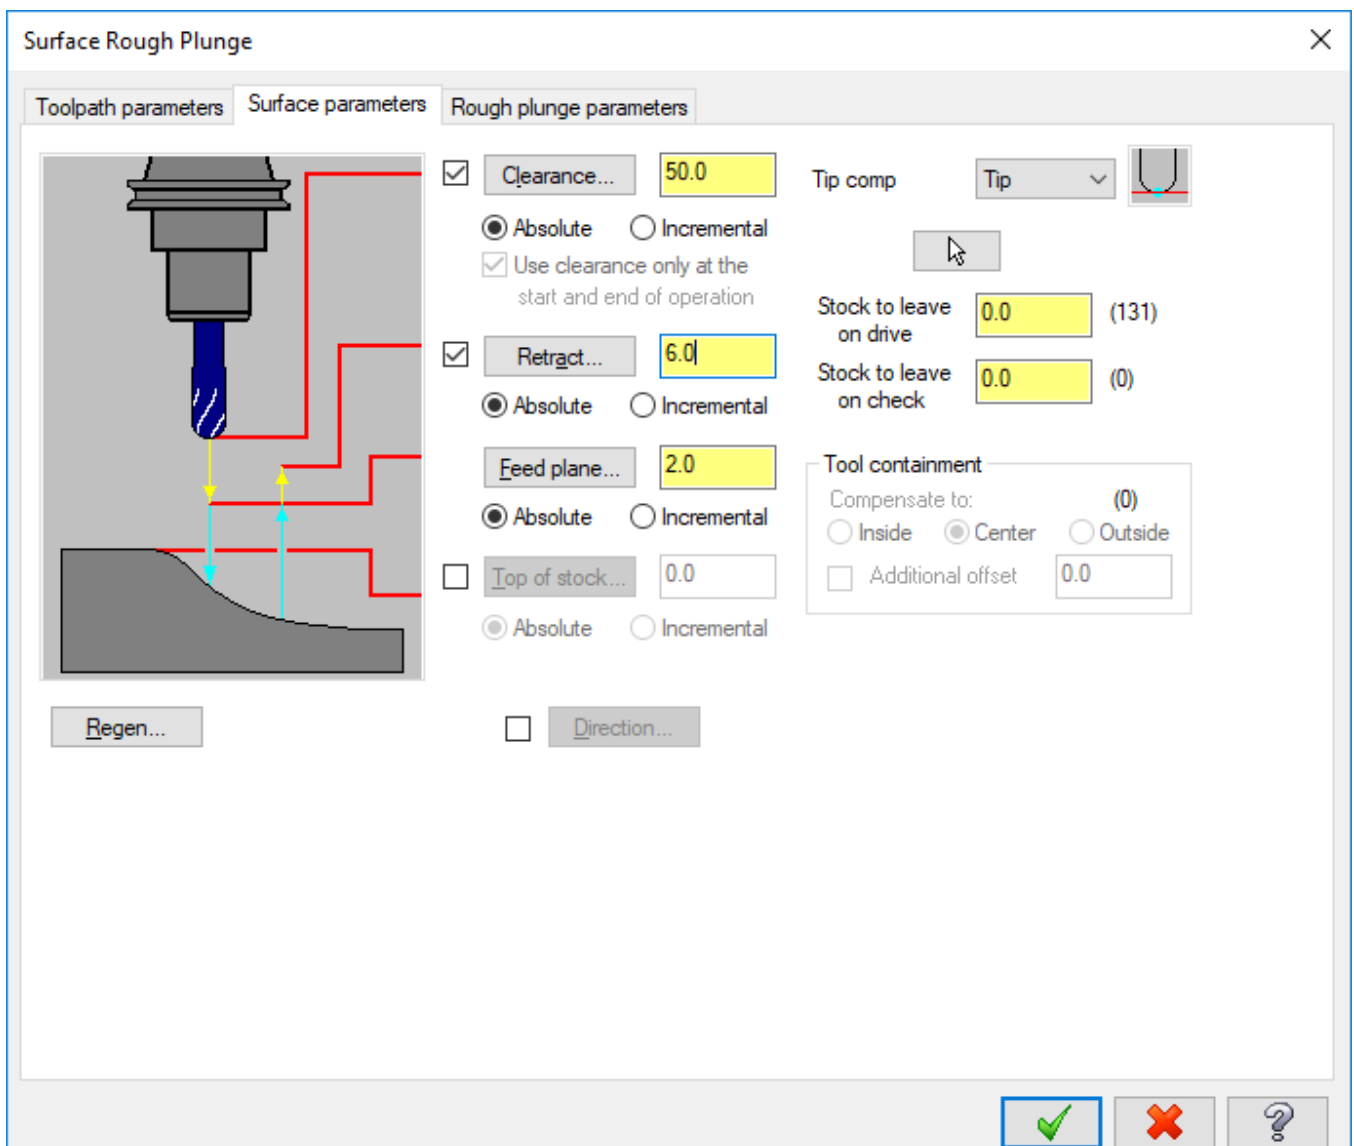 Surface Rough Plunge
Toolpath parameters
Surface parameters
Rough plunge parameters
Clearance...
50.0
Absolute
Incremental
Use clearance only at the
start and end of operation
Retract...
6.0
Absolute
Incremental
Feed plane...
2.0
Absolute
Incremental
Top of stock...
0.0
Absolute
Incremental
Tip comp
Tip
Stock to leave
on drive
0.0
(131)
Stock to leave
on check
0.0
(0)
Tool containment
Compensate to:
(0)
Inside
Center
Outside
Additional offset
0.0
Regen...
Direction...